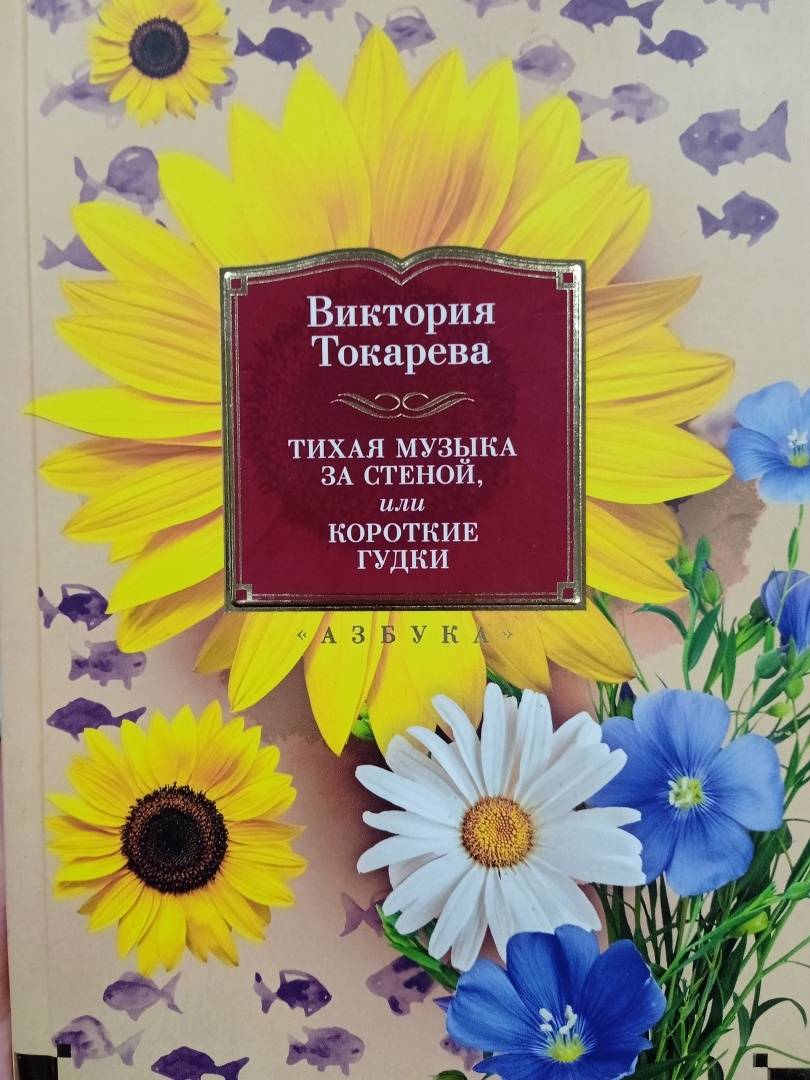 Виктория
Токарева
ТИХАЯ МУЗЫКА
ЗА СТЕНОЙ,
или
КОРОТКИЕ
ГУДКИ
«АЗБУКА»